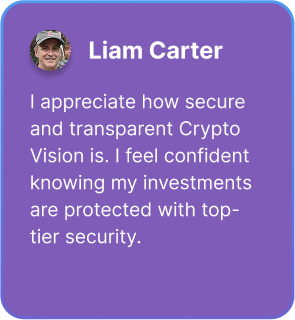 Liam Carter
I appreciate how secure
and transparent Crypto
Vision is. I feel confident
knowing my investments
are protected with top-
tier security.